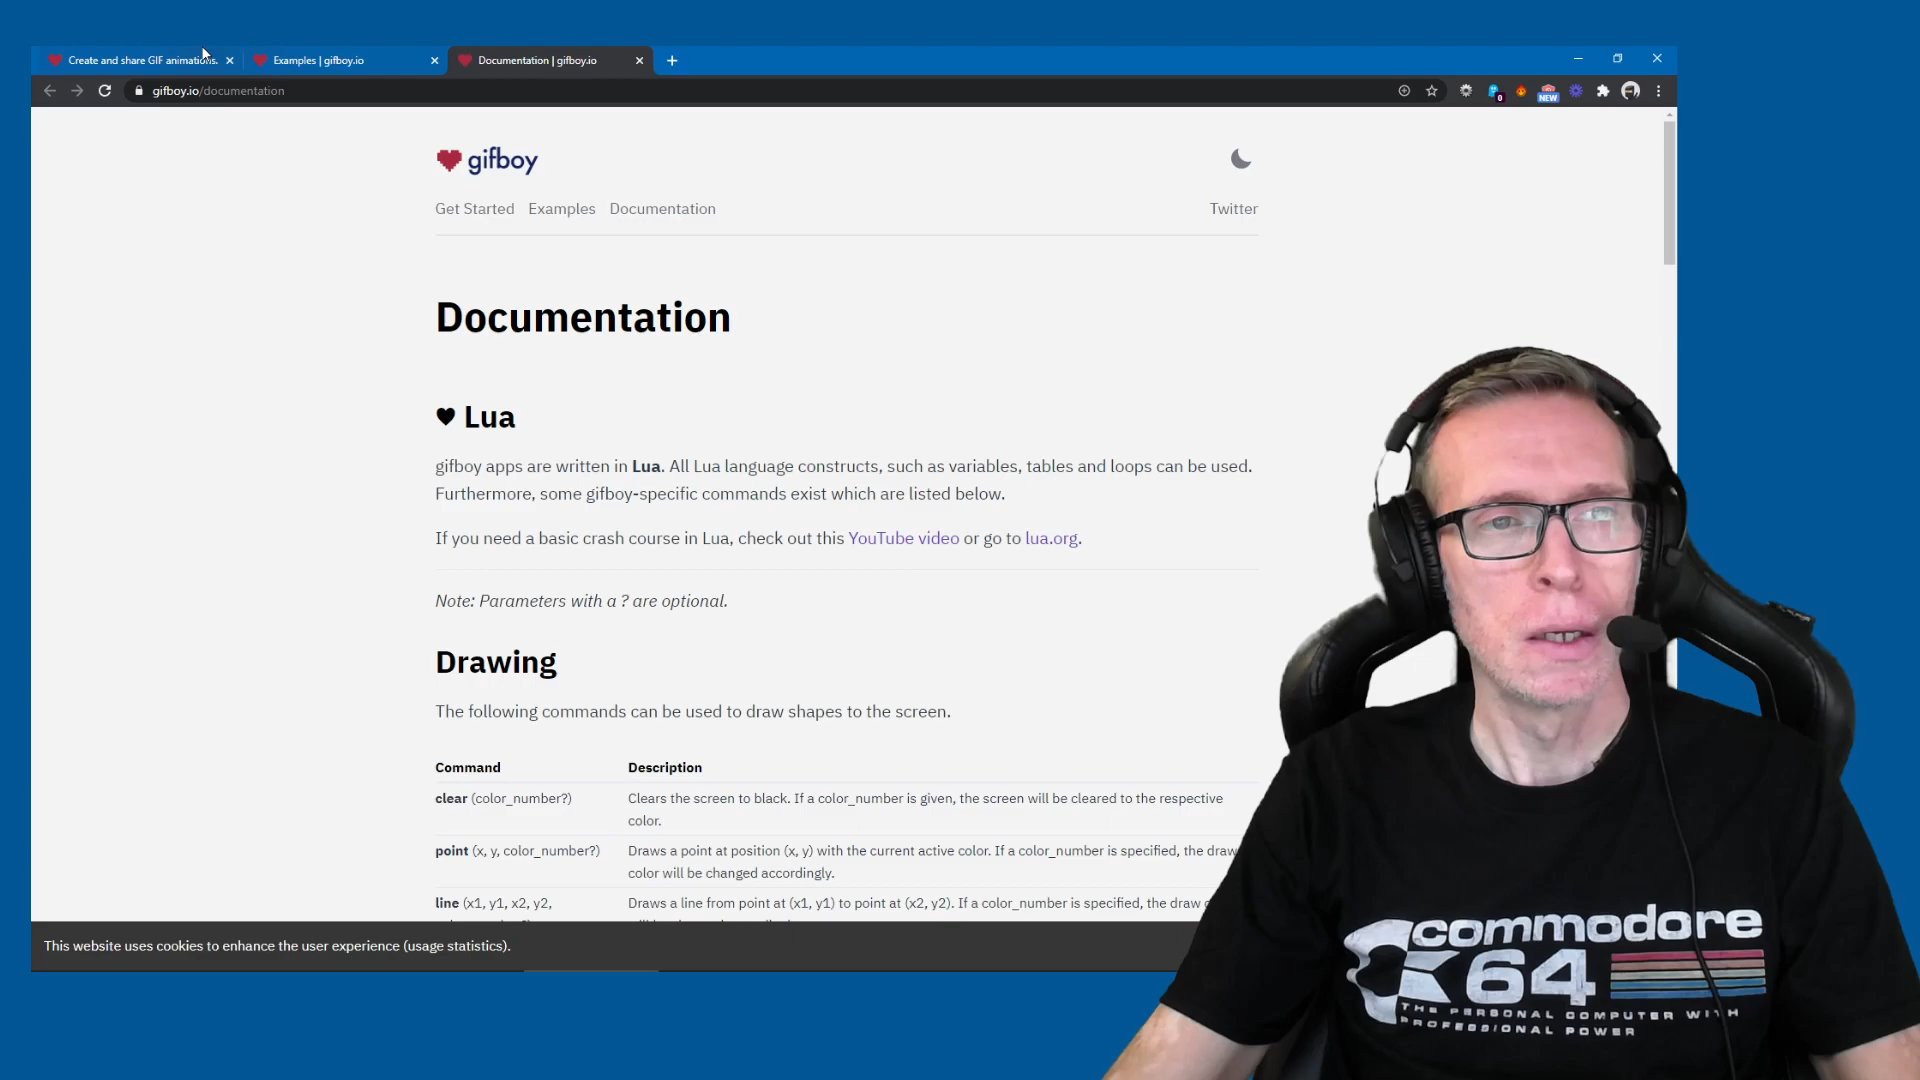 Create and share GIF animations.
Examples | gifboy.io
Documentation | gifboy.io
gifboy.io/documentation
0
NEW
gifboy
Get Started Examples Documentation Twitter
Documentation
Lua
gifboy apps are written in Lua. All Lua language constructs, such as variables, tables and loops can be used.
Furthermore, some gifboy-specific commands exist which are listed below.
If you need a basic crash course in Lua, check out this YouTube video or go to lua.org.
Note: Parameters with a ? are optional.
Drawing
The following commands can be used to draw shapes to the screen.
Command Description
clear (color_number?) Clears the screen to black. If a color_number is given, the screen will be cleared to the respective
color.
point (x, y, color_number?) Draws a point at position (x, y) with the current active color. If a color_number is specified, the draw
color will be changed accordingly.
line (x1, y1, x2, y2, Draws a line from point at (x1, y1) to point at (x2, y2). If a color_number is specified, the draw
This website uses cookies to enhance the user experience (usage statistics).
commodore
64
THE PERSONAL COMPUTER WITH
PROFESSIONAL POWER